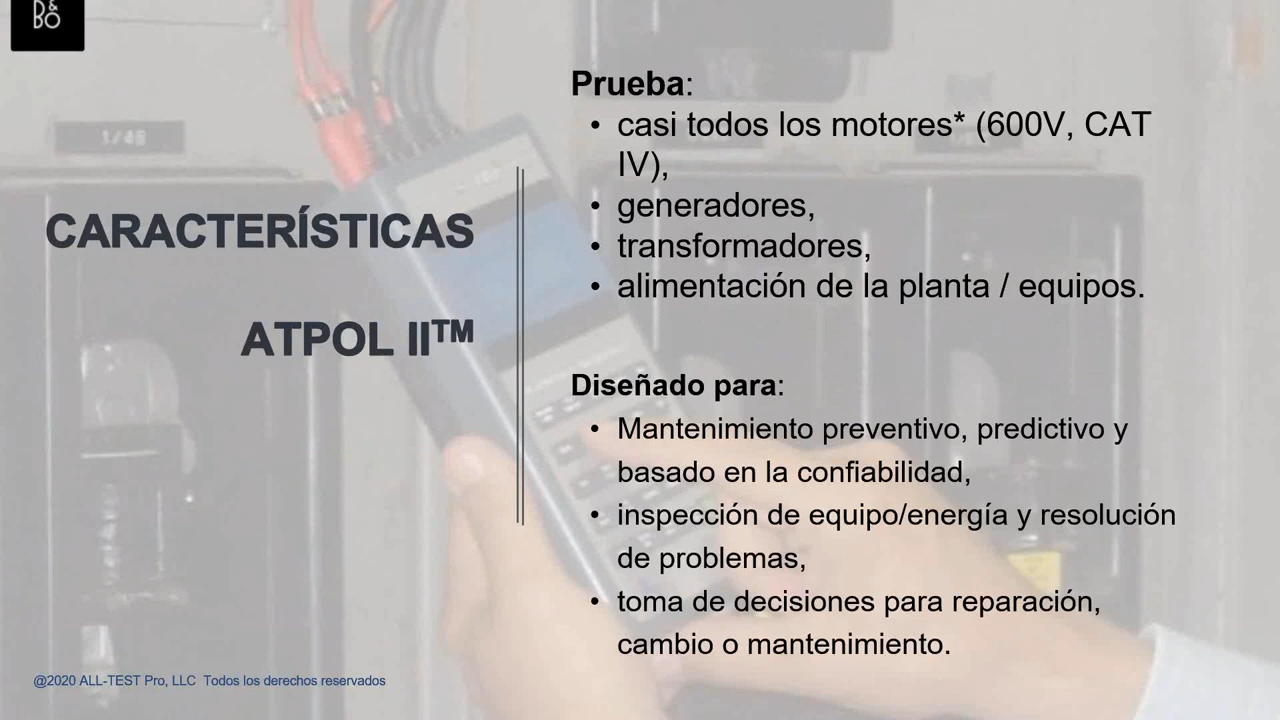 B&
BO
CARACTERÍSTICAS
ATPOL II™
Prueba:
• casi todos los motores* (600V, CAT
IV),
• generadores,
• transformadores,
• alimentación de la planta / equipos.
Diseñado para:
• Mantenimiento preventivo, predictivo y
basado en la confiabilidad,
• inspección de equipo/energía y resolución
de problemas,
• toma de decisiones para reparación,
cambio o mantenimiento.
@2020 ALL-TEST Pro, LLC Todos los derechos reservados